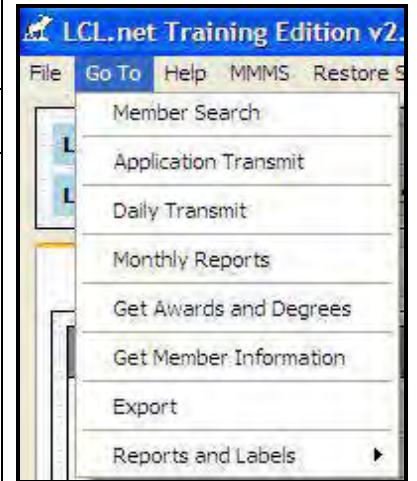 LCL.net Training Edition v2.
File Go To Help MMMS Restore S
Member Search
L
Application Transmit
L
Daily Transmit
Monthly Reports
Get Awards and Degrees
Get Member Information
Export
Reports and Labels